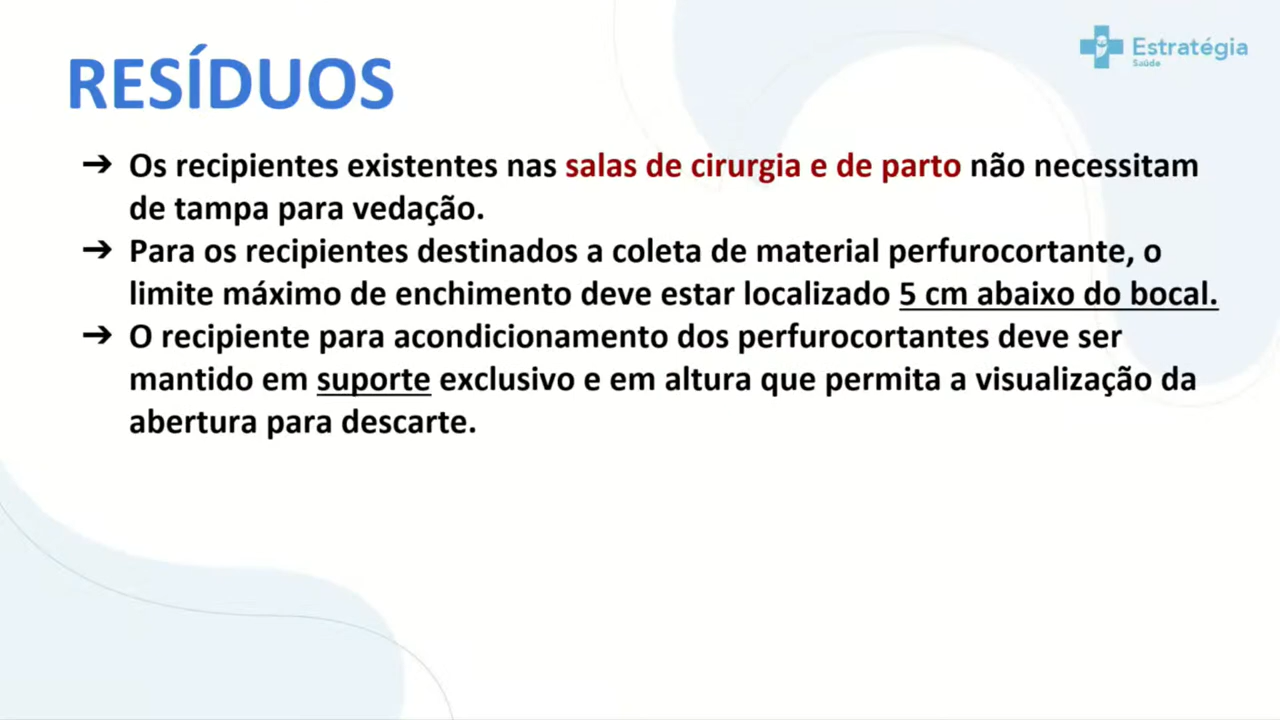 Estratégia
Saúde
RESÍDUOS
➔ Os recipientes existentes nas salas de cirurgia e de parto não necessitam
de tampa para vedação.
➔ Para os recipientes destinados a coleta de material perfurocortante, o
limite máximo de enchimento deve estar localizado 5 cm abaixo do bocal.
➔ O recipiente para acondicionamento dos perfurocortantes deve ser
mantido em suporte exclusivo e em altura que permita a visualização da
abertura para descarte.